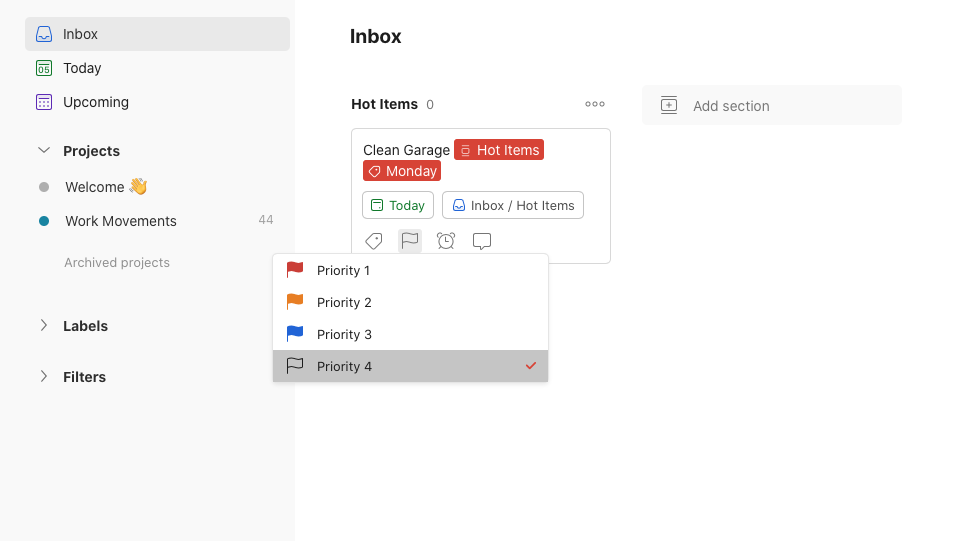 Inbox
05 Today
Upcoming
Projects
Welcome 👋
Work Movements 44
Archived projects
Labels
Filters
Inbox
Hot Items 0
Add section
Clean Garage Hot Items
Monday
Today Inbox / Hot Items
Priority 1
Priority 2
Priority 3
Priority 4